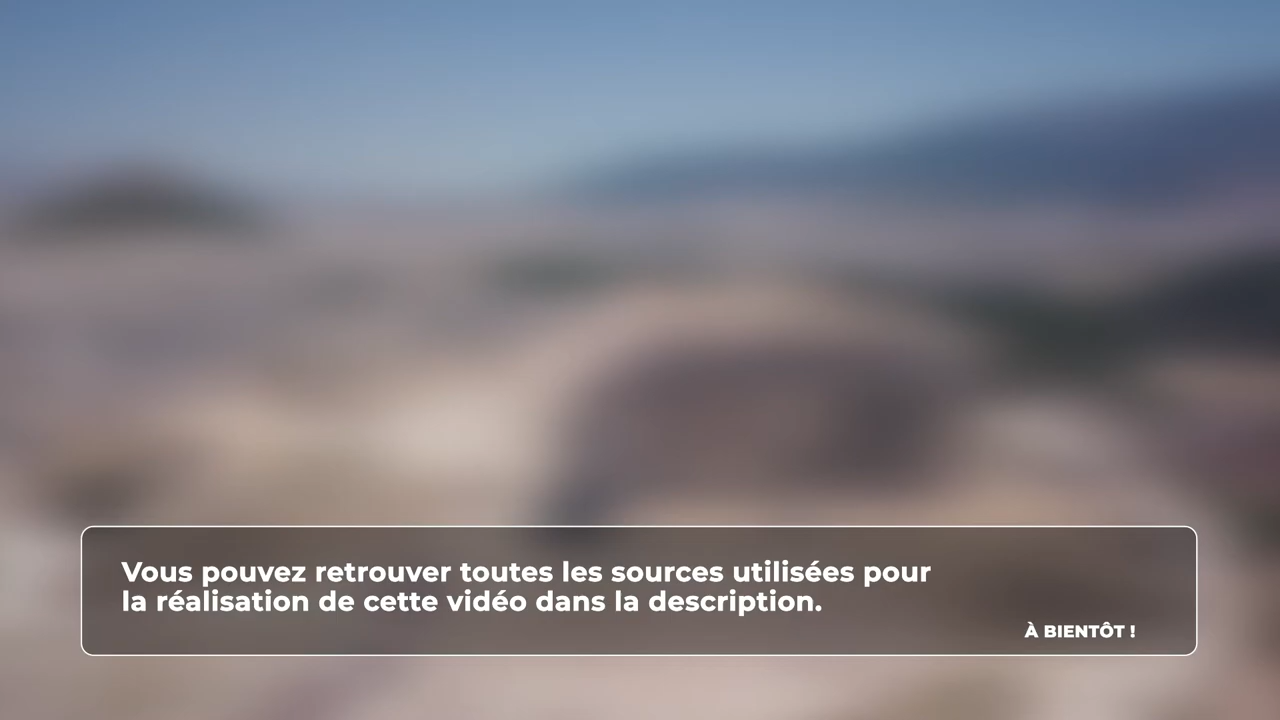 Vous pouvez retrouver toutes les sources utilisées pour
la réalisation de cette vidéo dans la description.
À BIENTÔT !